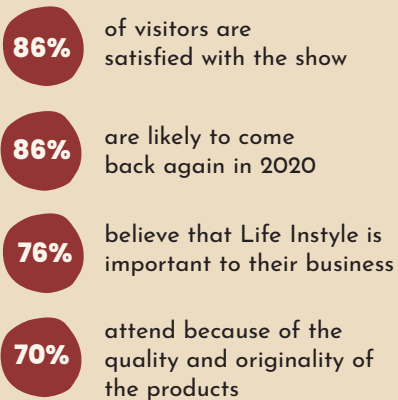 86%
of visitors are
satisfied with the show
86%
are likely to come
back again in 2020
76%
believe that Life Instyle is
important to their business
70%
attend because of the
quality and originality of
the products